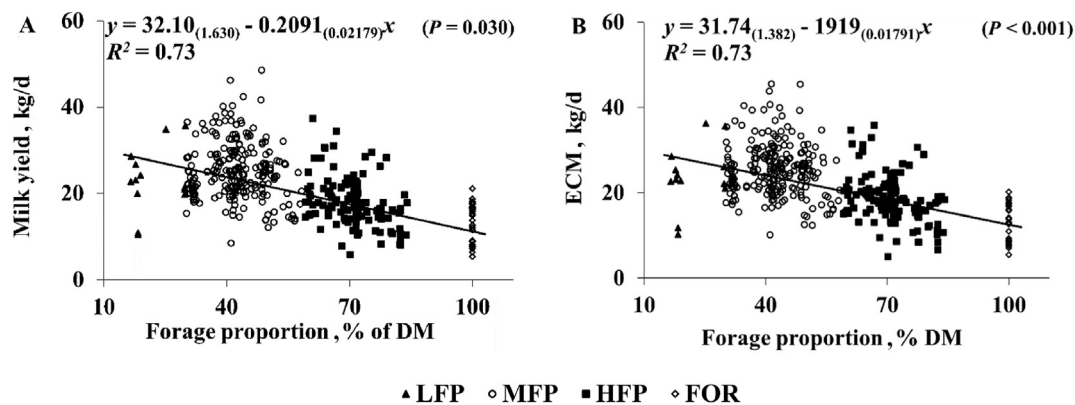 A
y = 32.10(1.630) - 0.2091(0.02179)x (P = 0.030)
R² = 0.73
Milk yield , kg/d
60
40
20
0
10 40 70 100
Forage proportion , % of DM
B
y = 31.74(1.382) - 1919(0.01791)x (P < 0.001)
R² = 0.73
ECM , kg/d
60
40
20
0
10 40 70 100
Forage proportion , % DM
▲ LFP ○ MFP ■ HFP ◇ FOR